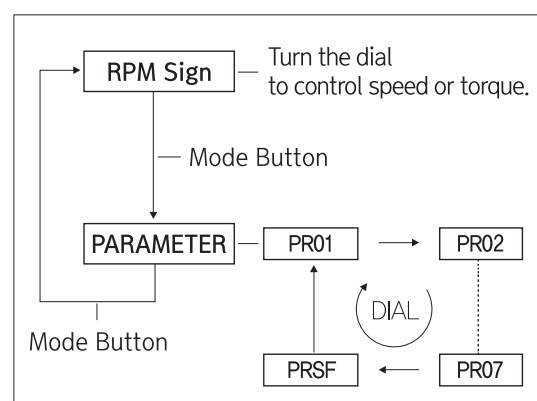 RPM Sign
Turn the dial
to control speed or torque.
Mode Button
PARAMETER
PR01
PR02
DIAL
Mode Button
PRSF
PR07